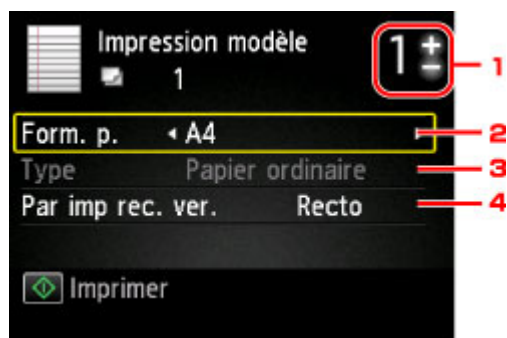 Impression modèle
1
1 + -
1
Form. p. A4
2
Type Papier ordinaire
3
Par imp rec. ver. Recto
4
Imprimer